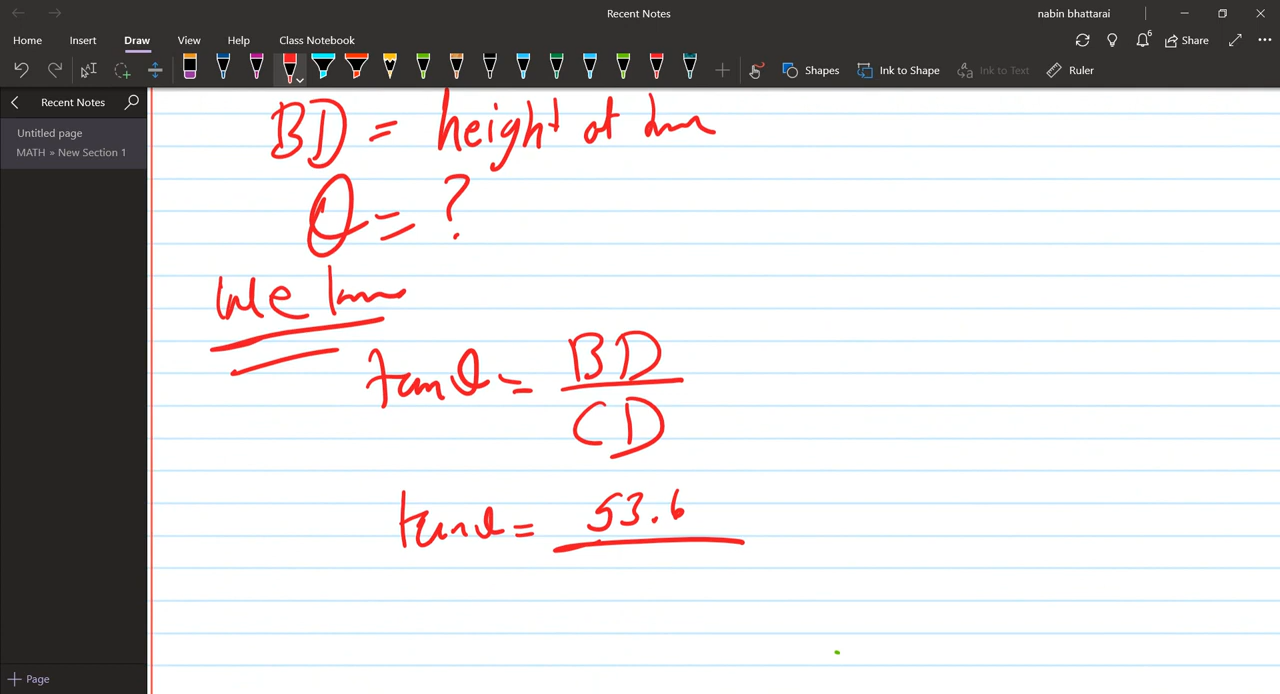 Recent Notes
nabin bhattarai
Home Insert Draw View Help Class Notebook
6
Share
Shapes Ink to Shape Ink to Text Ruler
Recent Notes
Untitled page
MATH » New Section 1
BD = height of
θ = ?
We
tanθ = BD
CD
tanθ = 53.6
+ Page